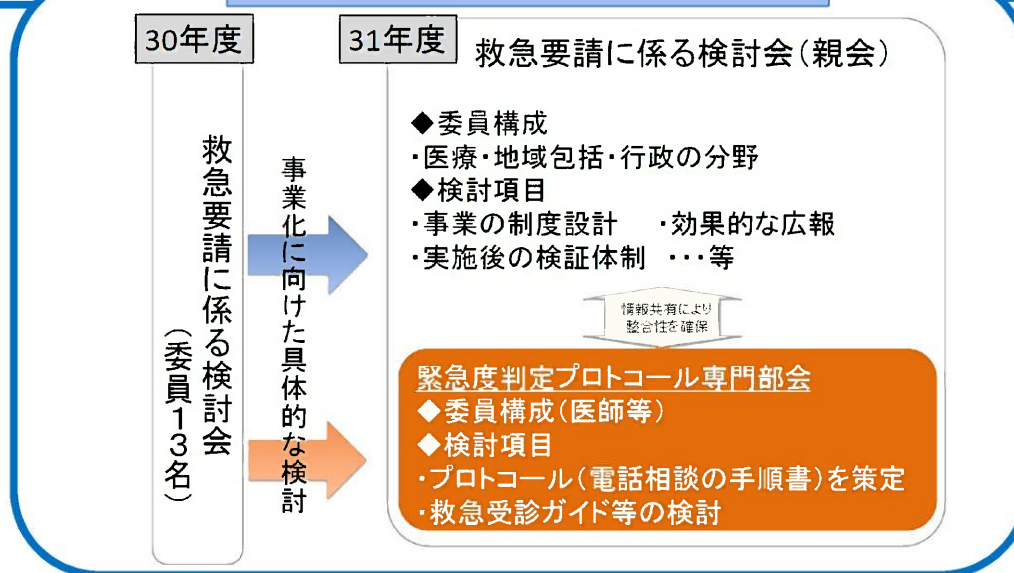 30年度
救急要請に係る検討会
(委員13名)
事業化に向けた具体的な検討
31年度
救急要請に係る検討会(親会)
◆委員構成
・医療・地域包括・行政の分野
◆検討項目
・事業の制度設計 ・効果的な広報
・実施後の検証体制 ・・・等
情報共有により
整合性を確保
緊急度判定プロトコール専門部会
◆委員構成(医師等)
◆検討項目
・プロトコール(電話相談の手順書)を策定
・救急受診ガイド等の検討